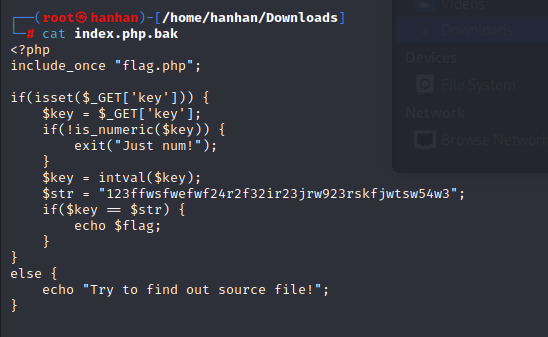 ┌──(root㉿hanhan)-[/home/hanhan/Downloads]
└─# cat index.php.bak
<?php
include_once "flag.php";

if(isset($_GET['key'])) {
    $key = $_GET['key'];
    if(!is_numeric($key)) {
        exit("Just num!");
    }
    $key = intval($key);
    $str = "123ffwsfwefwf24r2f32ir23jrw923rskfjwtsw54w3";
    if($key == $str) {
        echo $flag;
    }
}
else {
    echo "Try to find out source file!";
}
Videos
Downloads
Devices
File System
Network
Browse Network